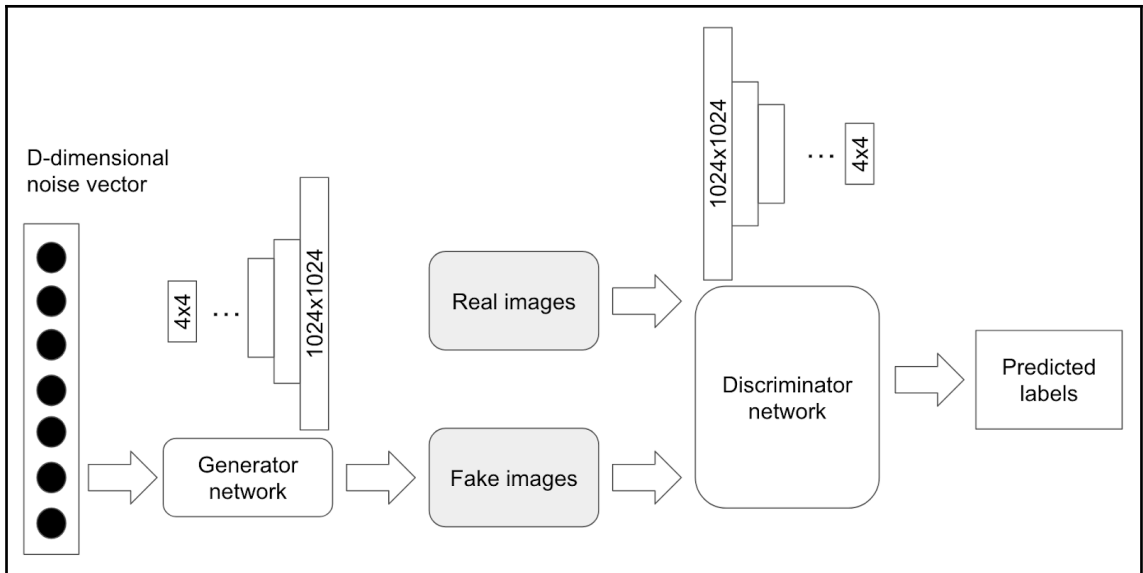 D-dimensional
noise vector
4x4
...
1024x1024
1024x1024
...
4x4
Real images
Generator
network
Fake images
Discriminator
network
Predicted
labels